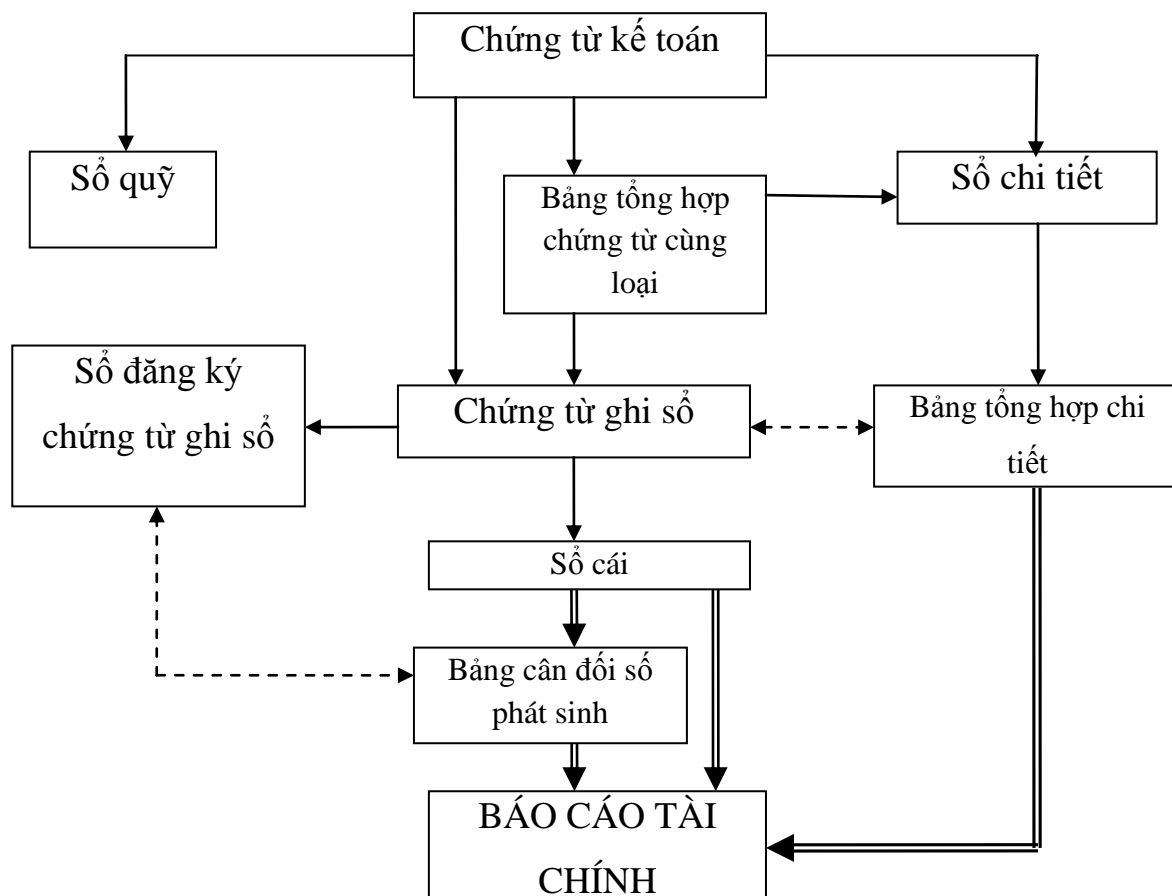 Chứng từ kế toán
Sổ quỹ
Sổ chi tiết
Bảng tổng hợp
chứng từ cùng
loại
Sổ đăng ký
chứng từ ghi sổ
Chứng từ ghi sổ
Bảng tổng hợp chi
tiết
Sổ cái
Bảng cân đối số
phát sinh
BÁO CÁO TÀI
CHÍNH